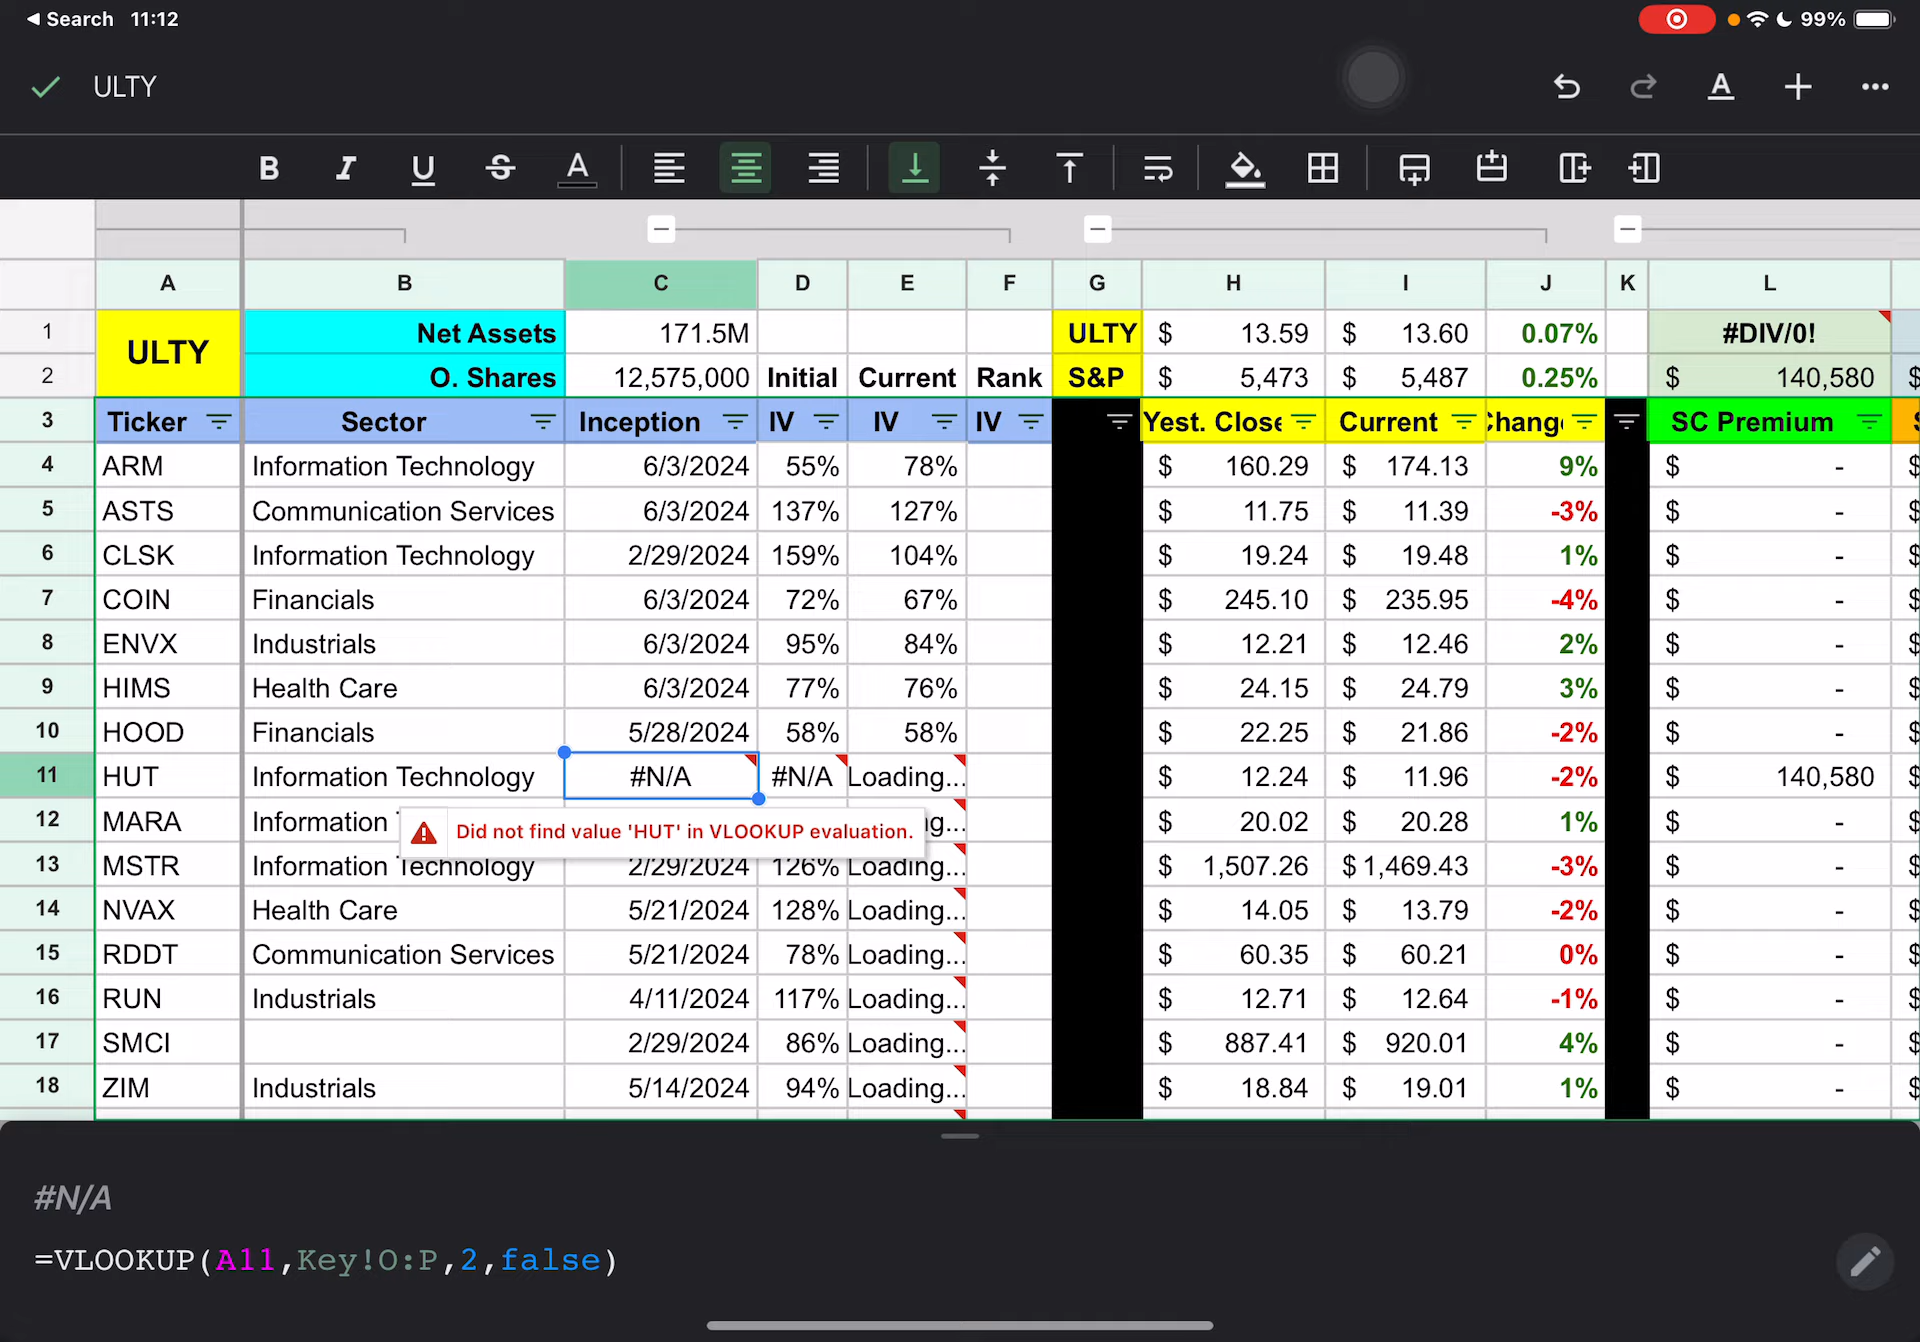 ◀ Search 11:12 99%
ULTY
B I U S A
A B C D E F G H I J K L
1 ULTY Net Assets 171.5M ULTY $ 13.59 $ 13.60 0.07% #DIV/0!
2 O. Shares 12,575,000 Initial Current Rank S&P $ 5,473 $ 5,487 0.25% $ 140,580 $
3 Ticker Sector Inception IV IV IV Yest. Close Current Chang SC Premium
4 ARM Information Technology 6/3/2024 55% 78% $ 160.29 $ 174.13 9% $ - $
5 ASTS Communication Services 6/3/2024 137% 127% $ 11.75 $ 11.39 -3% $ - $
6 CLSK Information Technology 2/29/2024 159% 104% $ 19.24 $ 19.48 1% $ - $
7 COIN Financials 6/3/2024 72% 67% $ 245.10 $ 235.95 -4% $ - $
8 ENVX Industrials 6/3/2024 95% 84% $ 12.21 $ 12.46 2% $ - $
9 HIMS Health Care 6/3/2024 77% 76% $ 24.15 $ 24.79 3% $ - $
10 HOOD Financials 5/28/2024 58% 58% $ 22.25 $ 21.86 -2% $ - $
11 HUT Information Technology #N/A #N/A Loading... $ 12.24 $ 11.96 -2% $ 140,580 $
12 MARA Information g... $ 20.02 $ 20.28 1% $ - $
Did not find value 'HUT' in VLOOKUP evaluation.
13 MSTR Information Technology 2/29/2024 126% Loading... $ 1,507.26 $ 1,469.43 -3% $ - $
14 NVAX Health Care 5/21/2024 128% Loading... $ 14.05 $ 13.79 -2% $ - $
15 RDDT Communication Services 5/21/2024 78% Loading... $ 60.35 $ 60.21 0% $ - $
16 RUN Industrials 4/11/2024 117% Loading... $ 12.71 $ 12.64 -1% $ - $
17 SMCI 2/29/2024 86% Loading... $ 887.41 $ 920.01 4% $ - $
18 ZIM Industrials 5/14/2024 94% Loading... $ 18.84 $ 19.01 1% $ - $
#N/A
=VLOOKUP(A11,Key!O:P,2,false)